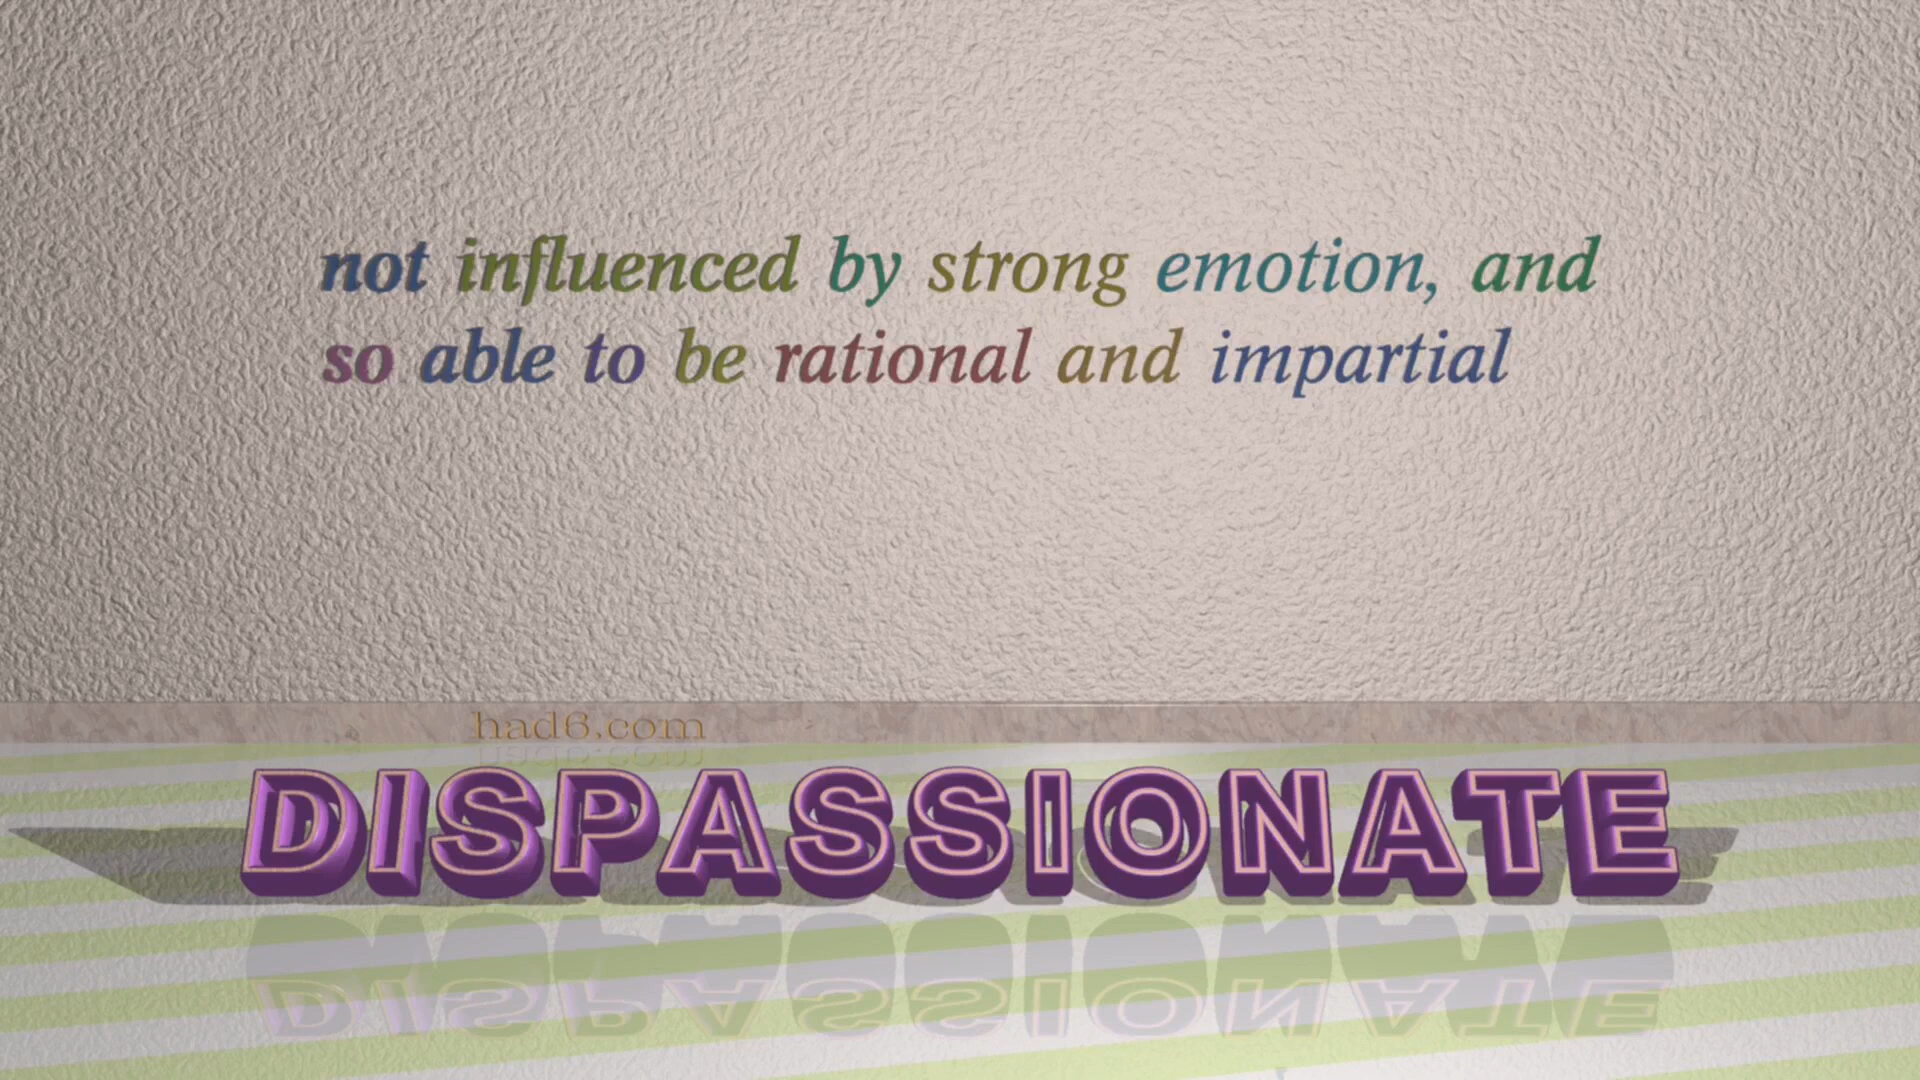 not influenced by strong emotion, and
so able to be rational and impartial
had6.com
DISPASSIONATE